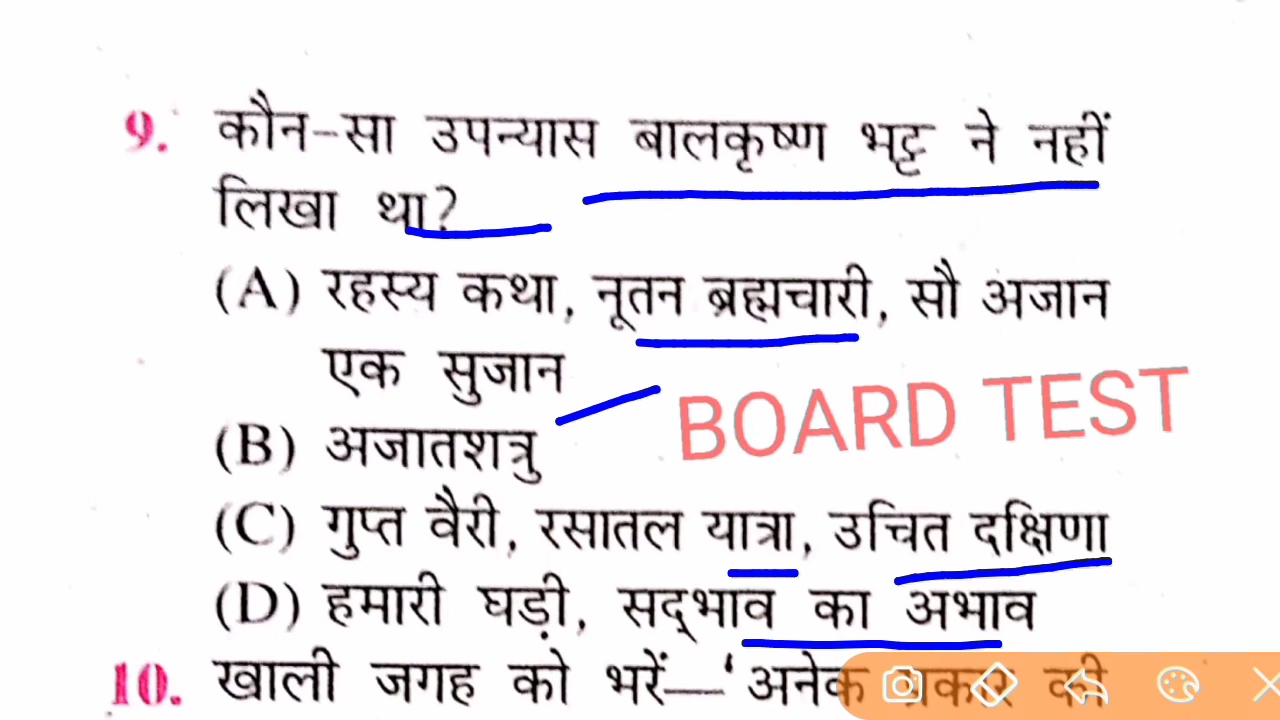 9. कौन-सा उपन्यास बालकृष्ण भट्ट ने नहीं
लिखा था?
(A) रहस्य कथा, नूतन ब्रह्मचारी, सौ अजान
एक सुजान
BOARD TEST
(B) अजातशत्रु
(C) गुप्त वैरी, रसातल यात्रा, उचित दक्षिणा
(D) हमारी घड़ी, सद्‌भाव का अभाव
10. खाली जगह को भरें—‘अनेक प्रकार की